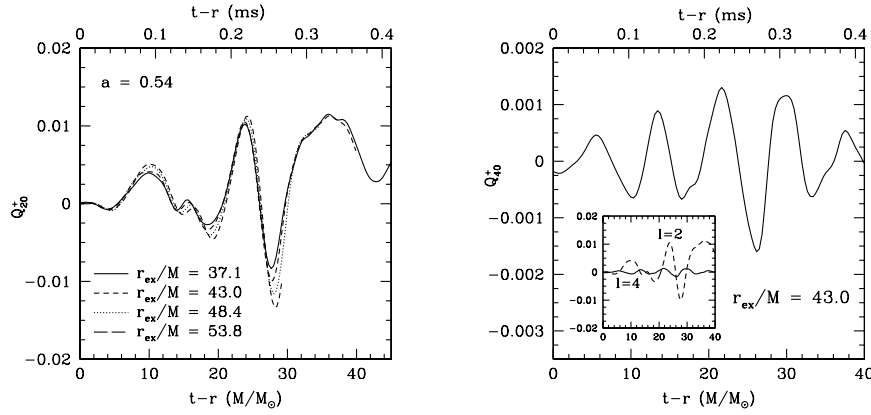 t−r (ms)
0 0.05 0.1 0.15 0.2
0.02
0.01
0
−0.01
−0.02
Q⁺₂₀
a = 0.54
r_ex/M = 37.1
r_ex/M = 43.0
r_ex/M = 48.4
r_ex/M = 53.8
0 10 20 30 40
t−r (M/M☉)
t−r (ms)
0 0.1 0.2 0.3 0.4
0.002
0.001
0
−0.001
−0.002
−0.003
Q⁺₄₀
0.02
0.01
0
−0.01
−0.02
l=2
l=4
0 10 20 30 40
r_ex/M = 43.0
0 10 20 30 40
t−r (M/M☉)